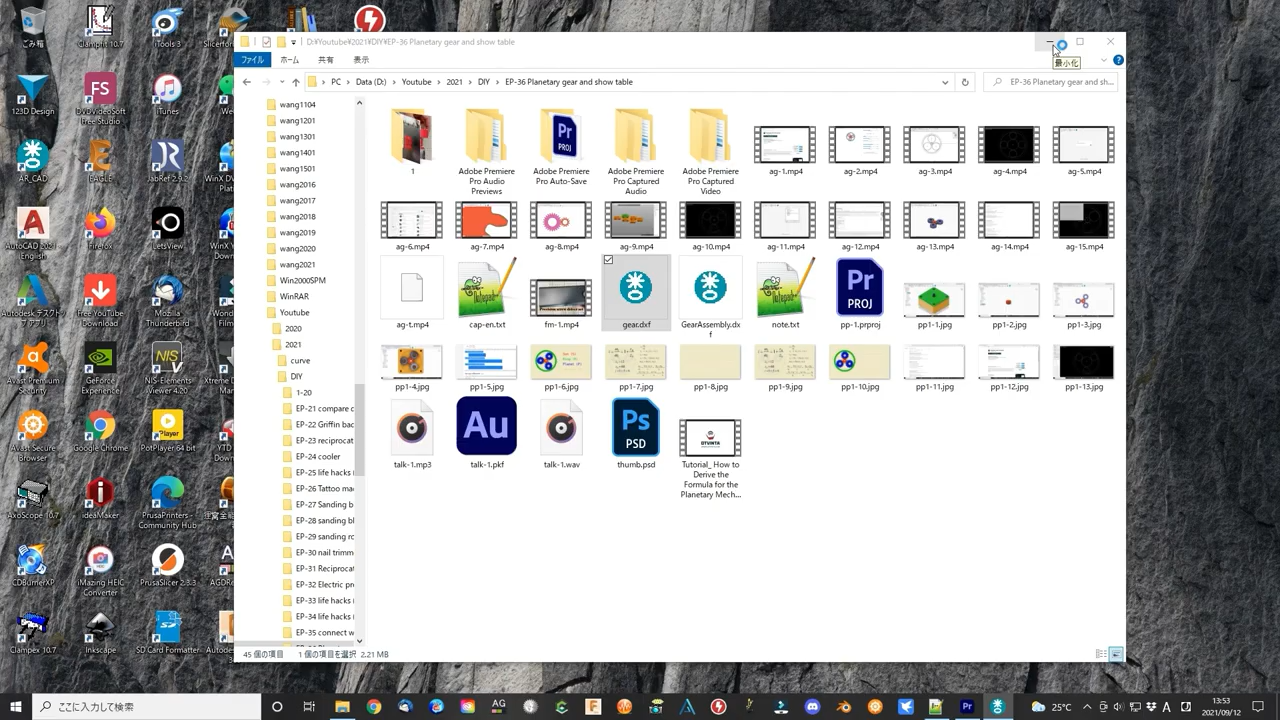 D:¥Youtube¥2021¥DIY¥EP-36 Planetary gear and show table
最小化
ファイル ホーム 共有 表示
PC Data (D:) Youtube 2021 DIY EP-36 Planetary gear and show table
EP-36 Planetary gear and sh...
ごみ箱
Clampfit 10.7
iTools 3
123D Design
DVDVideoSoft Free Studio
iTunes
AR_CAD
EAGLE
JabRef 2.9.2
AutoCAD 2021 (English)
Firefox
LetsView
Autodesk デスクトップ アプリ
Free YouTube Download
Mozilla Thunderbird
Avast Premium Security
GeForce Experience
NIS-Elements Viewer 4.20
Avast Secure Browser
Google Chrome
PotPlayer 64 bit
AxoScope 10.7
ideaMaker
PrusaPrinters - Community Hub
CDBurnerXP
iMazing HEIC Converter
PrusaSlicer 2.3.1
Clampex 10.7
Inkscape
SD Card Formatter
wang1104
wang1201
wang1301
wang1401
wang1501
wang2016
wang2017
wang2018
wang2019
wang2020
wang2021
Win2000SPM
WinRAR
Youtube
2020
2021
curve
DIY
1-20
EP-21 compare
EP-22 Griffin bac
EP-23 reciprocat
EP-24 cooler
EP-25 life hacks
EP-26 Tattoo ma
EP-27 Sanding b
EP-28 sanding bl
EP-29 sanding ro
EP-30 nail trimm
EP-31 Reciprocat
EP-32 Electric pr
EP-33 life hacks
EP-34 life hacks
EP-35 connect w
1
Adobe Premiere Pro Audio Previews
Adobe Premiere Pro Auto-Save
Adobe Premiere Pro Captured Audio
Adobe Premiere Pro Captured Video
ag-1.mp4
ag-2.mp4
ag-3.mp4
ag-4.mp4
ag-5.mp4
ag-6.mp4
ag-7.mp4
ag-8.mp4
ag-9.mp4
ag-10.mp4
ag-11.mp4
ag-12.mp4
ag-13.mp4
ag-14.mp4
ag-15.mp4
ag-t.mp4
cap-en.txt
fm-1.mp4
gear.dxf
GearAssembly.dxf
note.txt
pp-1.prproj
pp1-1.jpg
pp1-2.jpg
pp1-3.jpg
pp1-4.jpg
pp1-5.jpg
pp1-6.jpg
pp1-7.jpg
pp1-8.jpg
pp1-9.jpg
pp1-10.jpg
pp1-11.jpg
pp1-12.jpg
pp1-13.jpg
talk-1.mp3
talk-1.pkf
talk-1.wav
thumb.psd
Tutorial_ How to Derive the Formula for the Planetary Mech...
45 個の項目 1 個の項目を選択 2.21 MB
ここに入力して検索
25°C
13:53
2021/09/12